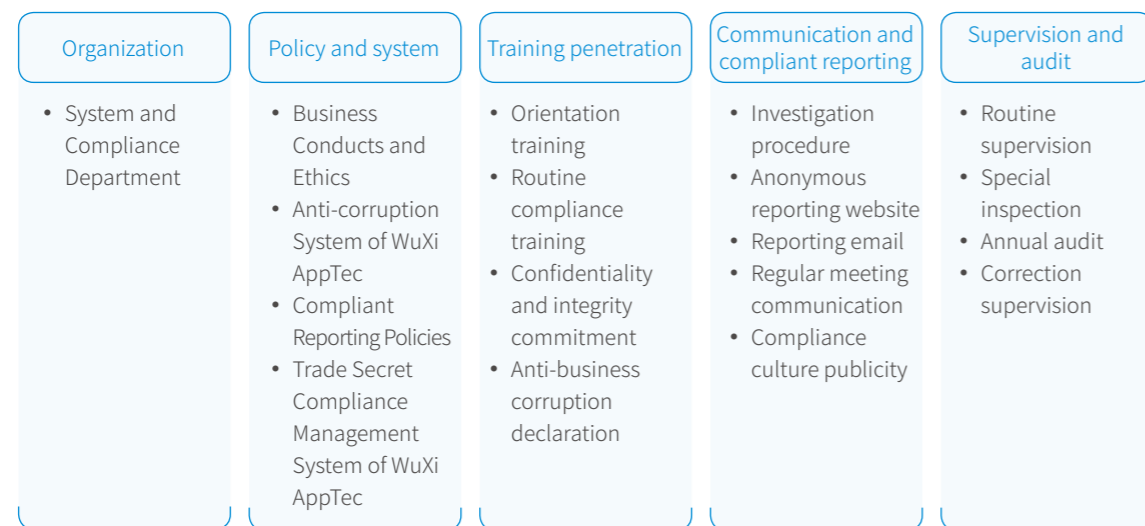 Organization
• System and
Compliance
Department
Policy and system
• Business
Conducts and
Ethics
• Anti-corruption
System of WuXi
AppTec
• Compliant
Reporting Policies
• Trade Secret
Compliance
Management
System of WuXi
AppTec
Training penetration
• Orientation
training
• Routine
compliance
training
• Confidentiality
and integrity
commitment
• Anti-business
corruption
declaration
Communication and
compliant reporting
• Investigation
procedure
• Anonymous
reporting website
• Reporting email
• Regular meeting
communication
• Compliance
culture publicity
Supervision and
audit
• Routine
supervision
• Special
inspection
• Annual audit
• Correction
supervision